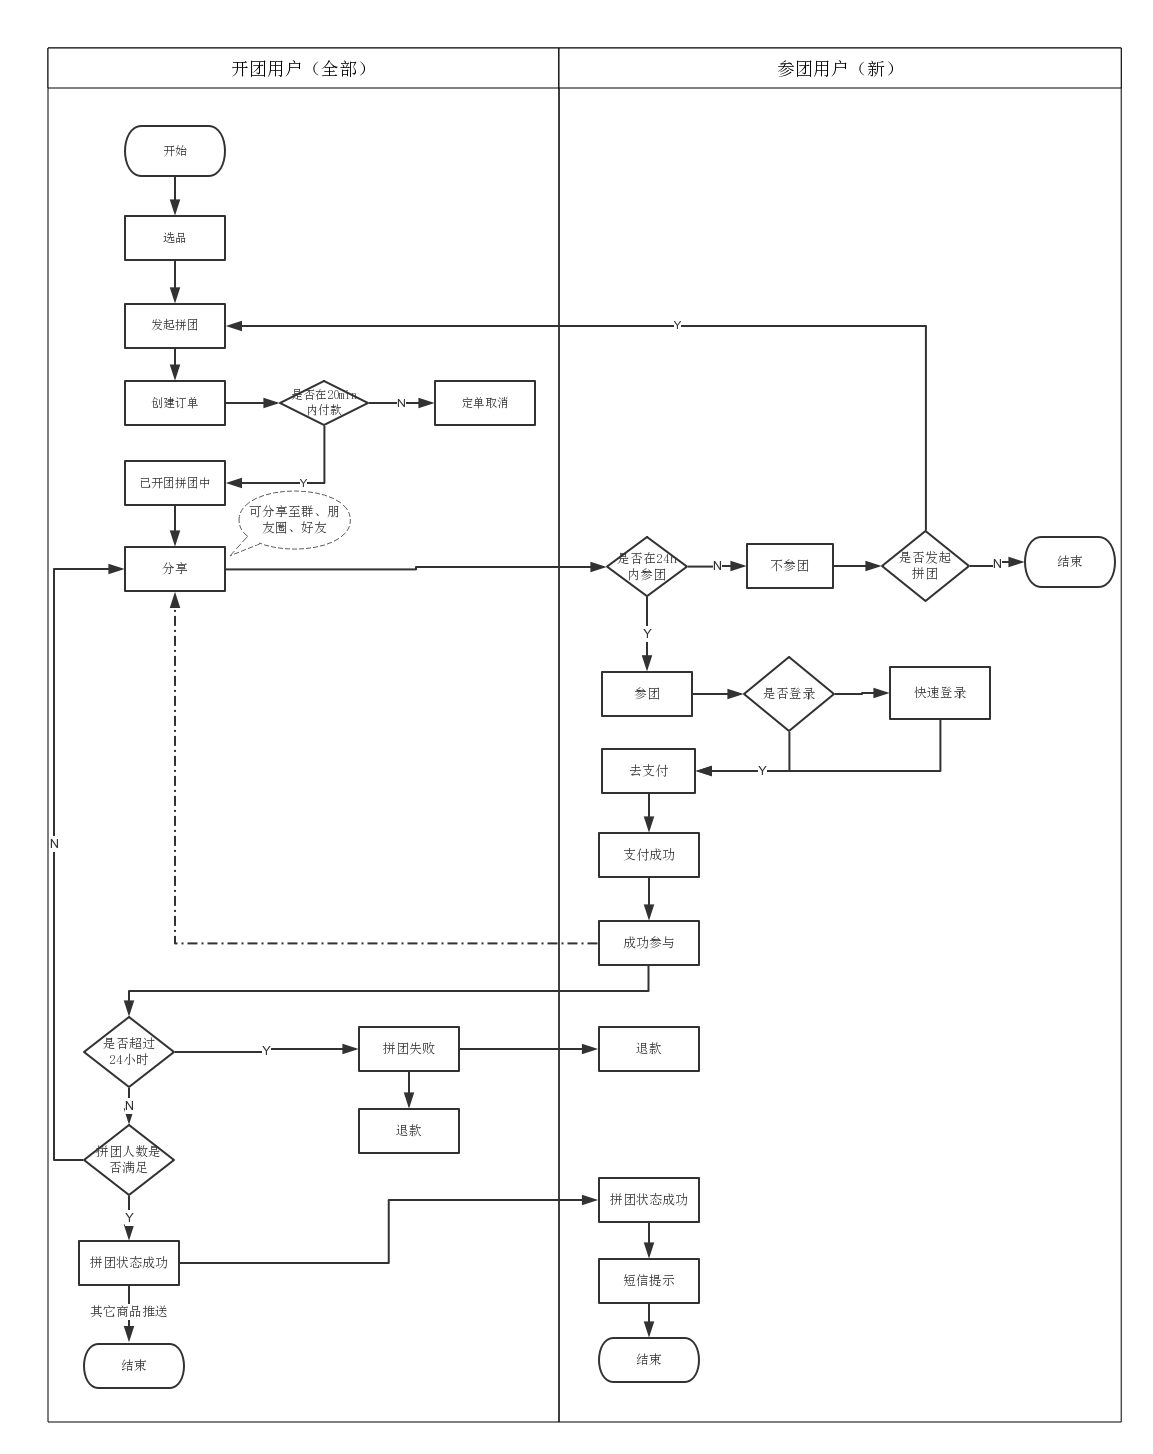 开团用户（全部）
参团用户（新）
开始
选品
发起拼团
Y
创建订单
是否在20min
内付款
N
定单取消
已开团拼团中
Y
可分享至群、朋
友圈、好友
分享
是否在24h
内参团
N
不参团
是否发起
拼团
N
结束
Y
参团
是否登录
快速登录
去支付
Y
支付成功
N
成功参与
是否超过
24小时
Y
拼团失败
退款
N
退款
拼团人数是
否满足
Y
拼团状态成功
拼团状态成功
短信提示
其它商品推送
结束
结束